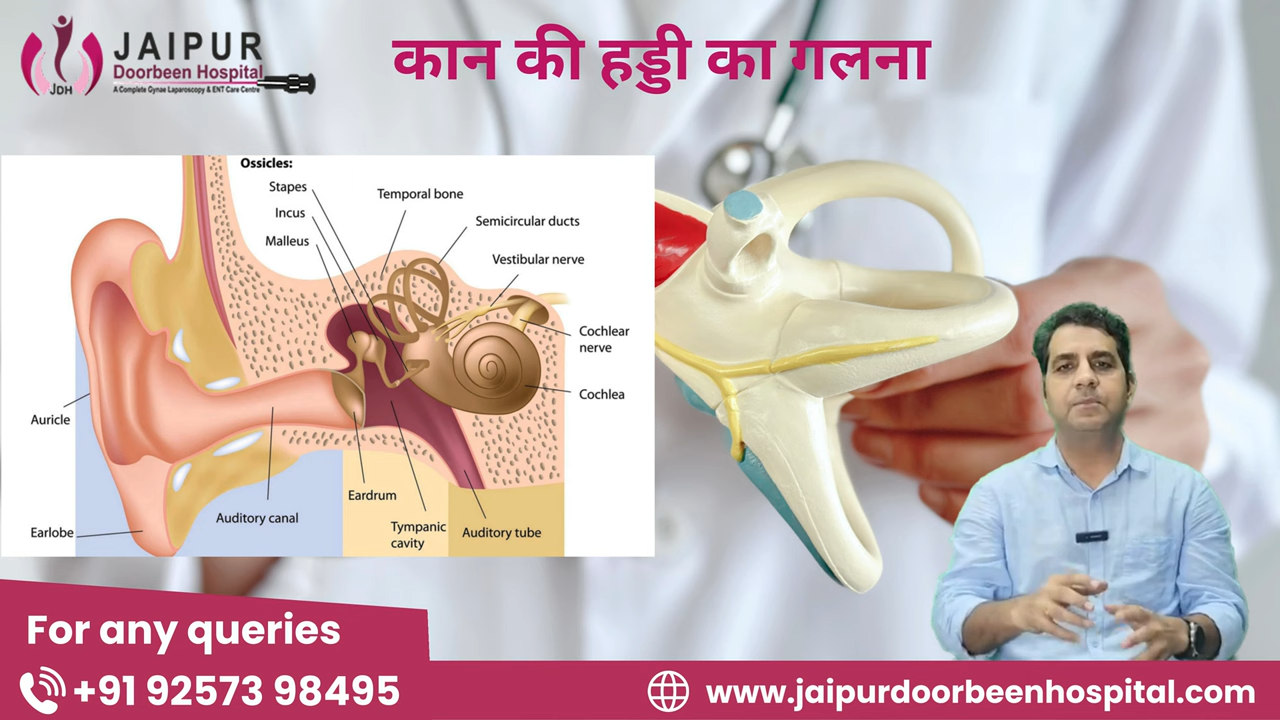 JAIPUR
Doorbeen Hospital
A Complete Gynae Laparoscopy & ENT Care Centre
JDH
कान की हड्डी का गलना
Ossicles:
Stapes
Incus
Malleus
Temporal bone
Semicircular ducts
Vestibular nerve
Cochlear
nerve
Cochlea
Auricle
Eardrum
Auditory canal
Tympanic
cavity
Auditory tube
Earlobe
For any queries
+91 92573 98495
www.jaipurdoorbeenhospital.com